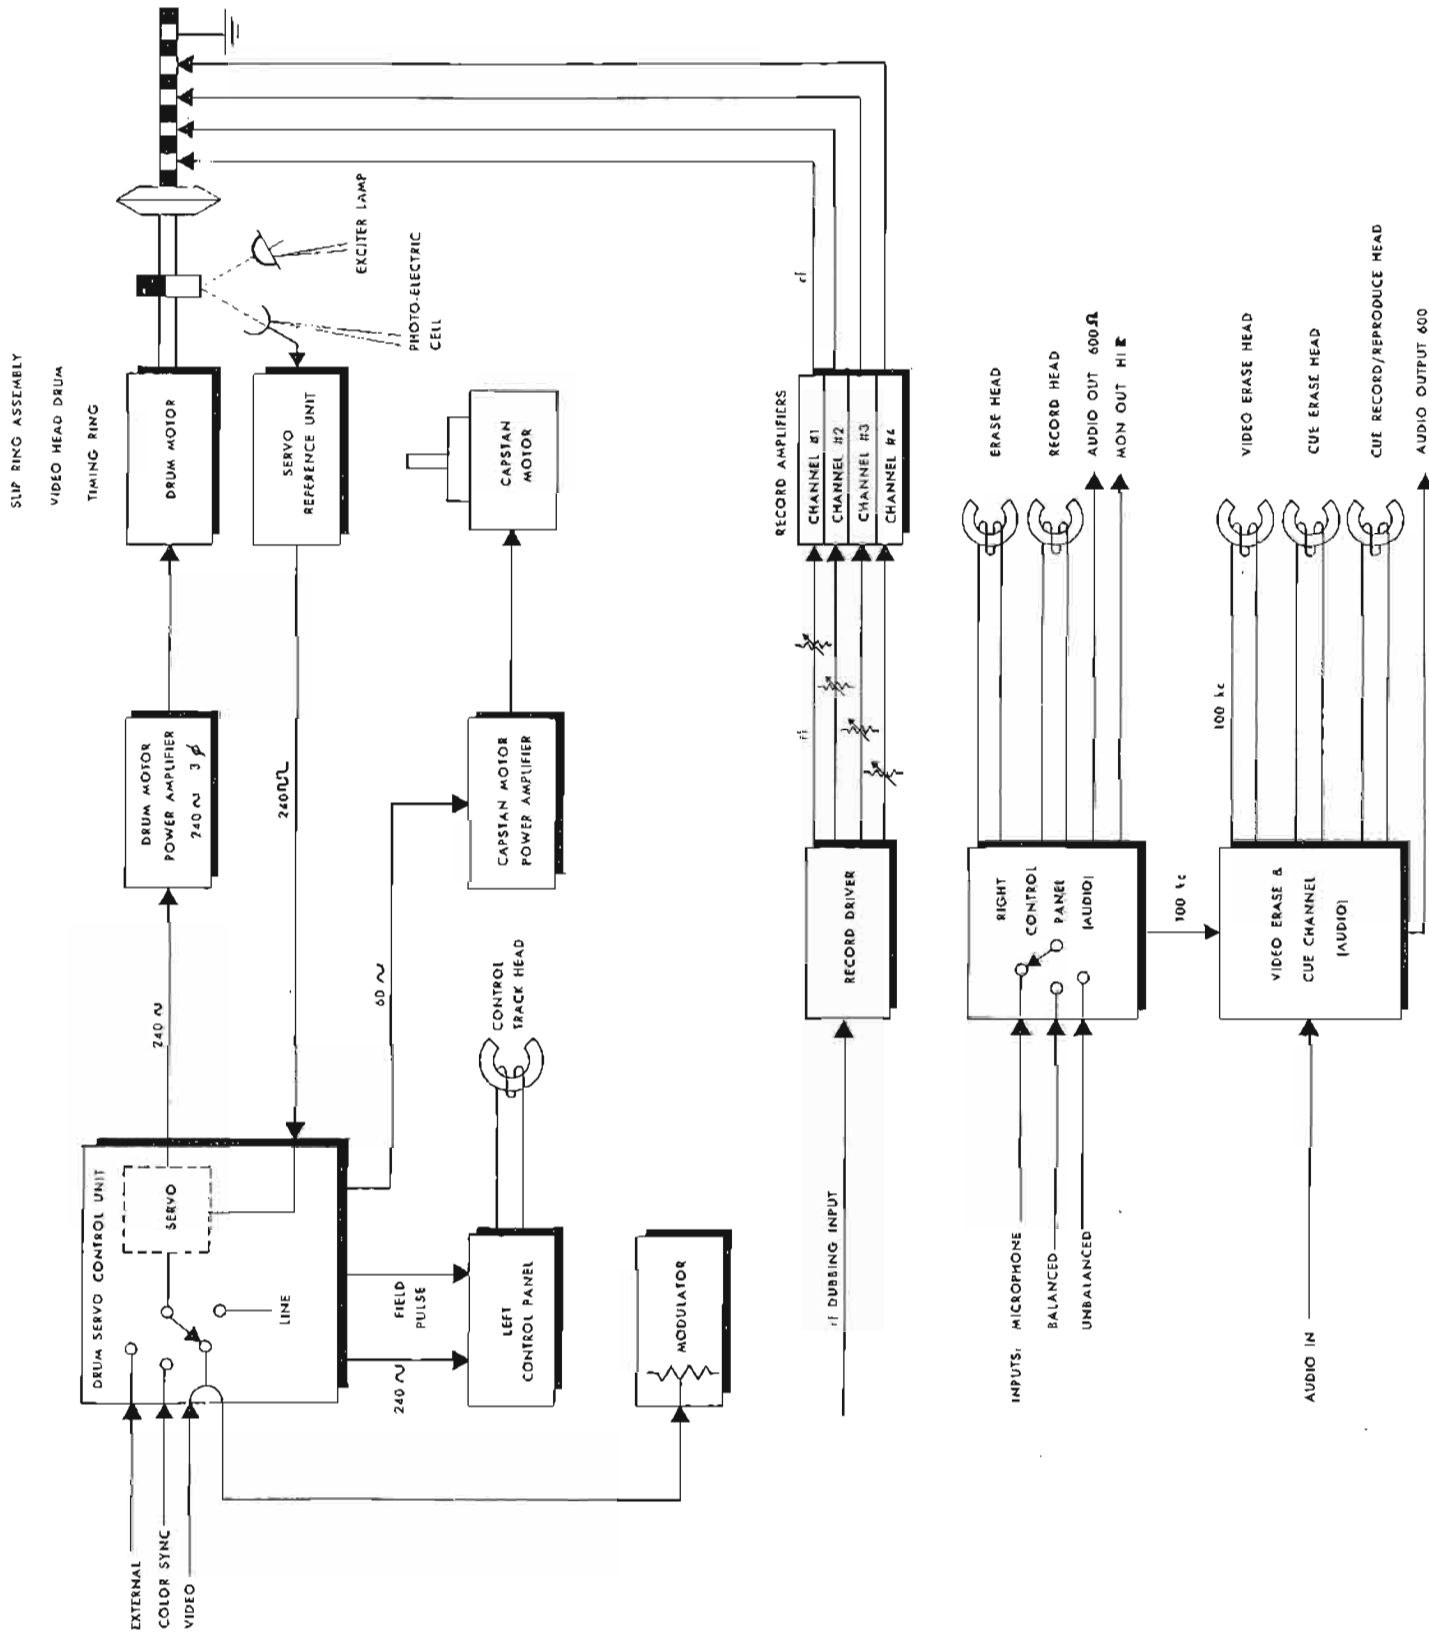 SLIP RING ASSEMBLY
VIDEO HEAD DRUM
TIMING RING
DRUM MOTOR
SERVO
REFERENCE UNIT
EXCITER LAMP
PHOTO-ELECTRIC
CELL
DRUM MOTOR
POWER AMPLIFIER
240 ~ 3 ϕ
240 ~
240
CAPSTAN
MOTOR
CAPSTAN MOTOR
POWER AMPLIFIER
60 ~
DRUM SERVO CONTROL UNIT
SERVO
LINE
EXTERNAL
COLOR SYNC
VIDEO
FIELD
PULSE
240 ~
LEFT
CONTROL PANEL
CONTROL
TRACK HEAD
MODULATOR
rf DUBBING INPUT
RECORD DRIVER
rf
RECORD AMPLIFIERS
CHANNEL #1
CHANNEL #2
CHANNEL #3
CHANNEL #4
rf
INPUTS: MICROPHONE
BALANCED
UNBALANCED
RIGHT
CONTROL
PANEL
(AUDIO)
ERASE HEAD
RECORD HEAD
AUDIO OUT 600Ω
MON OUT HI
100 kc
AUDIO IN
VIDEO ERASE &
CUE CHANNEL
(AUDIO)
100 kc
VIDEO ERASE HEAD
CUE ERASE HEAD
CUE RECORD/REPRODUCE HEAD
AUDIO OUTPUT 600